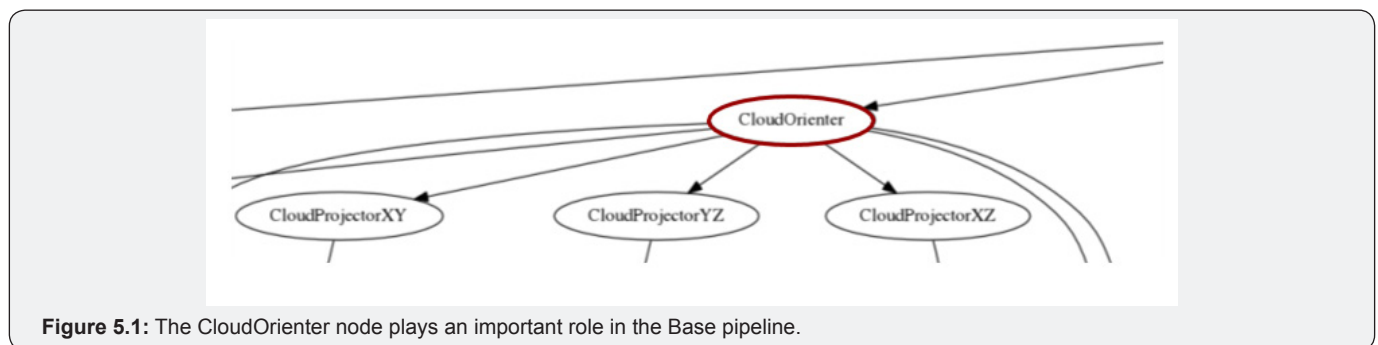 CloudOrienter
CloudProjectorXY CloudProjectorYZ CloudProjectorXZ
Figure 5.1: The CloudOrienter node plays an important role in the Base pipeline.